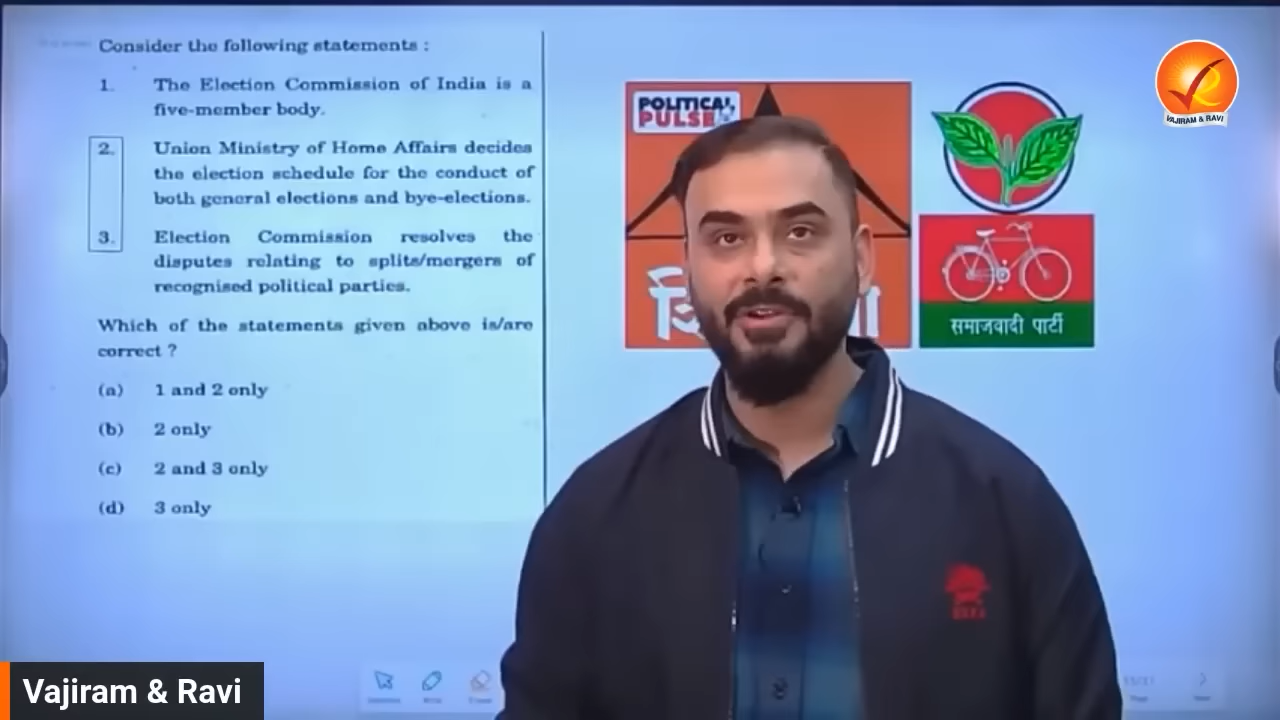 Consider the following statements :
1. The Election Commission of India is a
five-member body.
2. Union Ministry of Home Affairs decides
the election schedule for the conduct of
both general elections and bye-elections.
3. Election Commission resolves the
disputes relating to splits/mergers of
recognised political parties.
Which of the statements given above is/are
correct ?
(a) 1 and 2 only
(b) 2 only
(c) 2 and 3 only
(d) 3 only
POLITICAL
PULSE
समाजवादी पार्टी
VAJIRAM & RAVI
Vajiram & Ravi